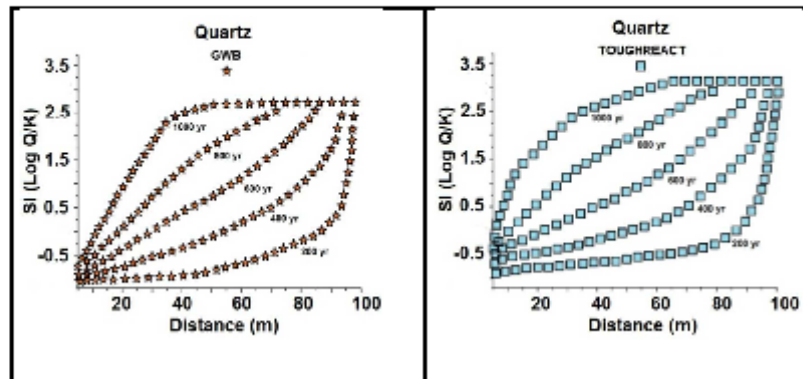 Quartz
GWB
SI (Log Q/K)
3.5
2.5
1.5
0.5
-0.5
1000 yr
800 yr
600 yr
400 yr
200 yr
20
40
60
80
100
Distance (m)
Quartz
TOUGHREACT
SI (Log Q/K)
3.5
2.5
1.5
0.5
-0.5
1000 yr
800 yr
600 yr
400 yr
200 yr
20
40
60
80
100
Distance (m)